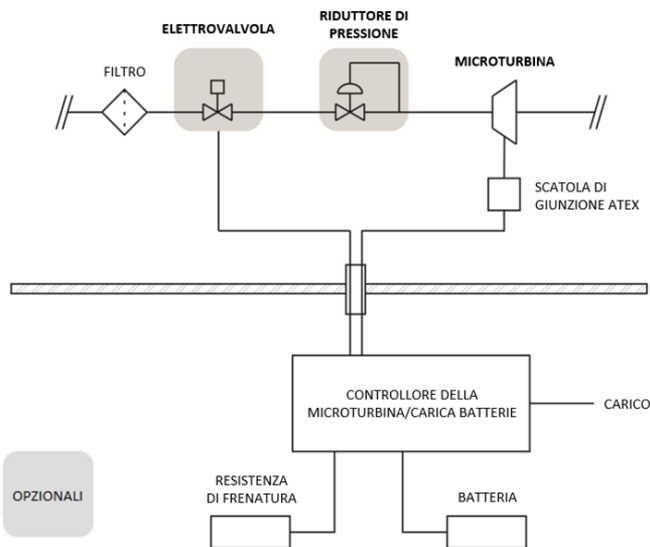 ELETTROVALVOLA
RIDUTTORE DI
PRESSIONE
MICROTURBINA
FILTRO
SCATOLA DI
GIUNZIONE ATEX
CONTROLLORE DELLA
MICROTURBINA/CARICA BATTERIE
CARICO
OPZIONALI
RESISTENZA
DI FRENATURA
BATTERIA